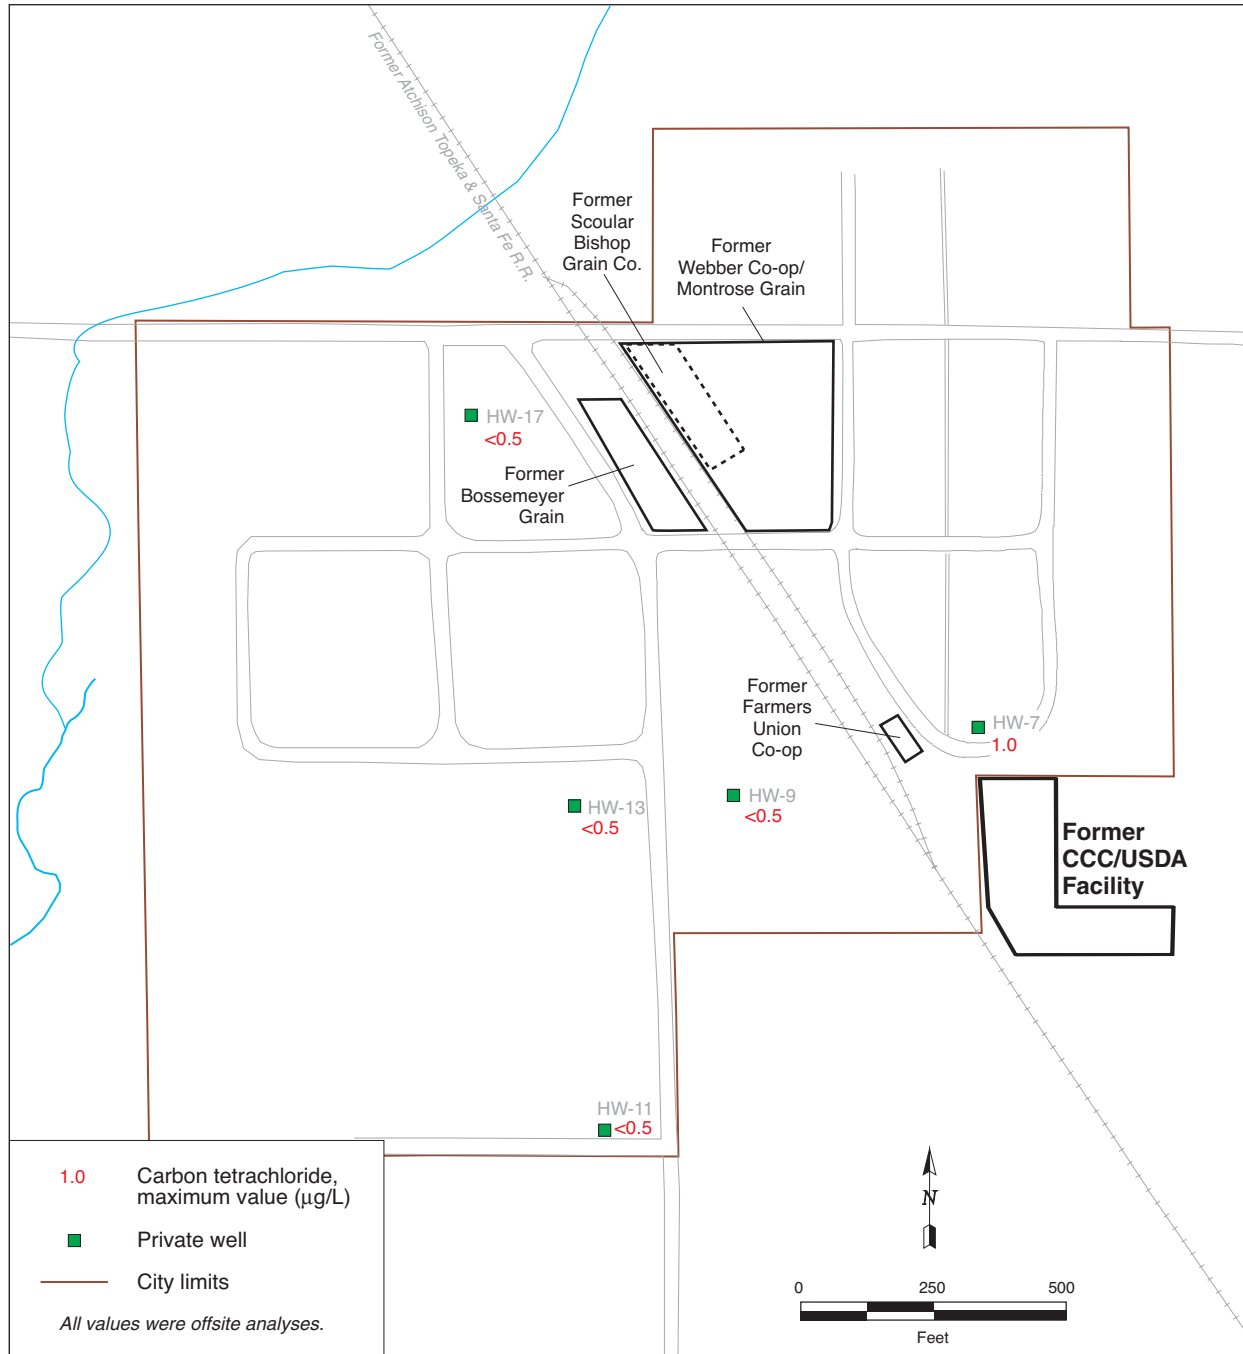 Former Atchison Topeka & Santa Fe R.R.
Former
Scoular
Bishop
Grain Co.
Former
Webber Co-op/
Montrose Grain
HW-17
<0.5
Former
Bossemeyer
Grain
Former
Farmers
Union
Co-op
HW-7
1.0
HW-13
<0.5
HW-9
<0.5
Former
CCC/USDA
Facility
HW-11
<0.5
1.0 Carbon tetrachloride,
maximum value (µg/L)
Private well
City limits
All values were offsite analyses.
N
0 250 500
Feet